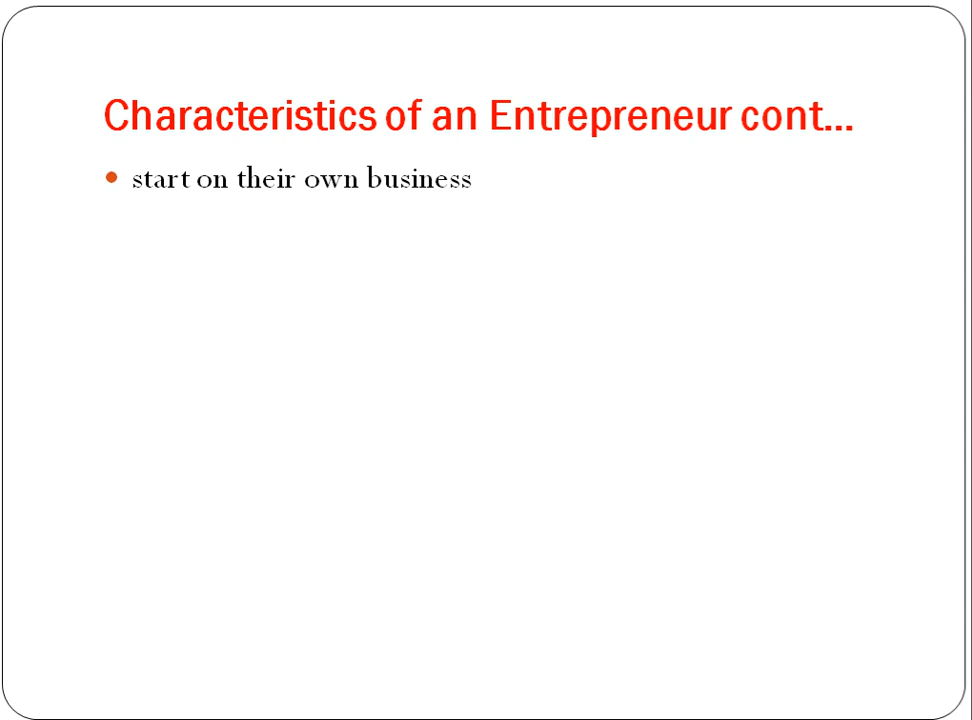 Characteristics of an Entrepreneur cont...
start on their own business